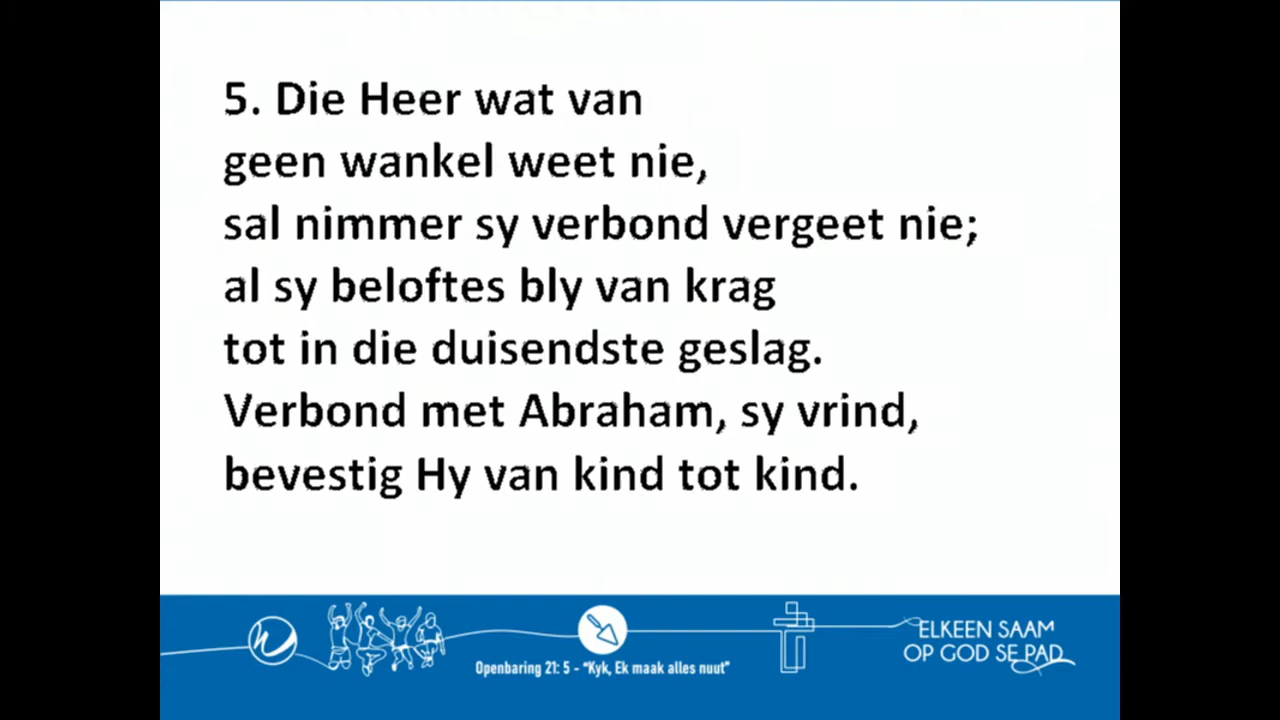 5. Die Heer wat van
geen wankel weet nie,
sal nimmer sy verbond vergeet nie;
al sy beloftes bly van krag
tot in die duisendste geslag.
Verbond met Abraham, sy vrind,
bevestig Hy van kind tot kind.
Openbaring 21: 5 - "Kyk, Ek maak alles nuut"
ELKEEN SAAM
OP GOD SE PAD